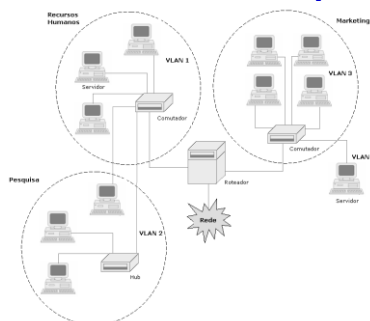 Recursos
Humanos
Marketing
VLAN 1
VLAN 3
Servidor
Comutador
Comutador
VLAN
Roteador
Servidor
Pesquisa
Rede
VLAN 2
Hub